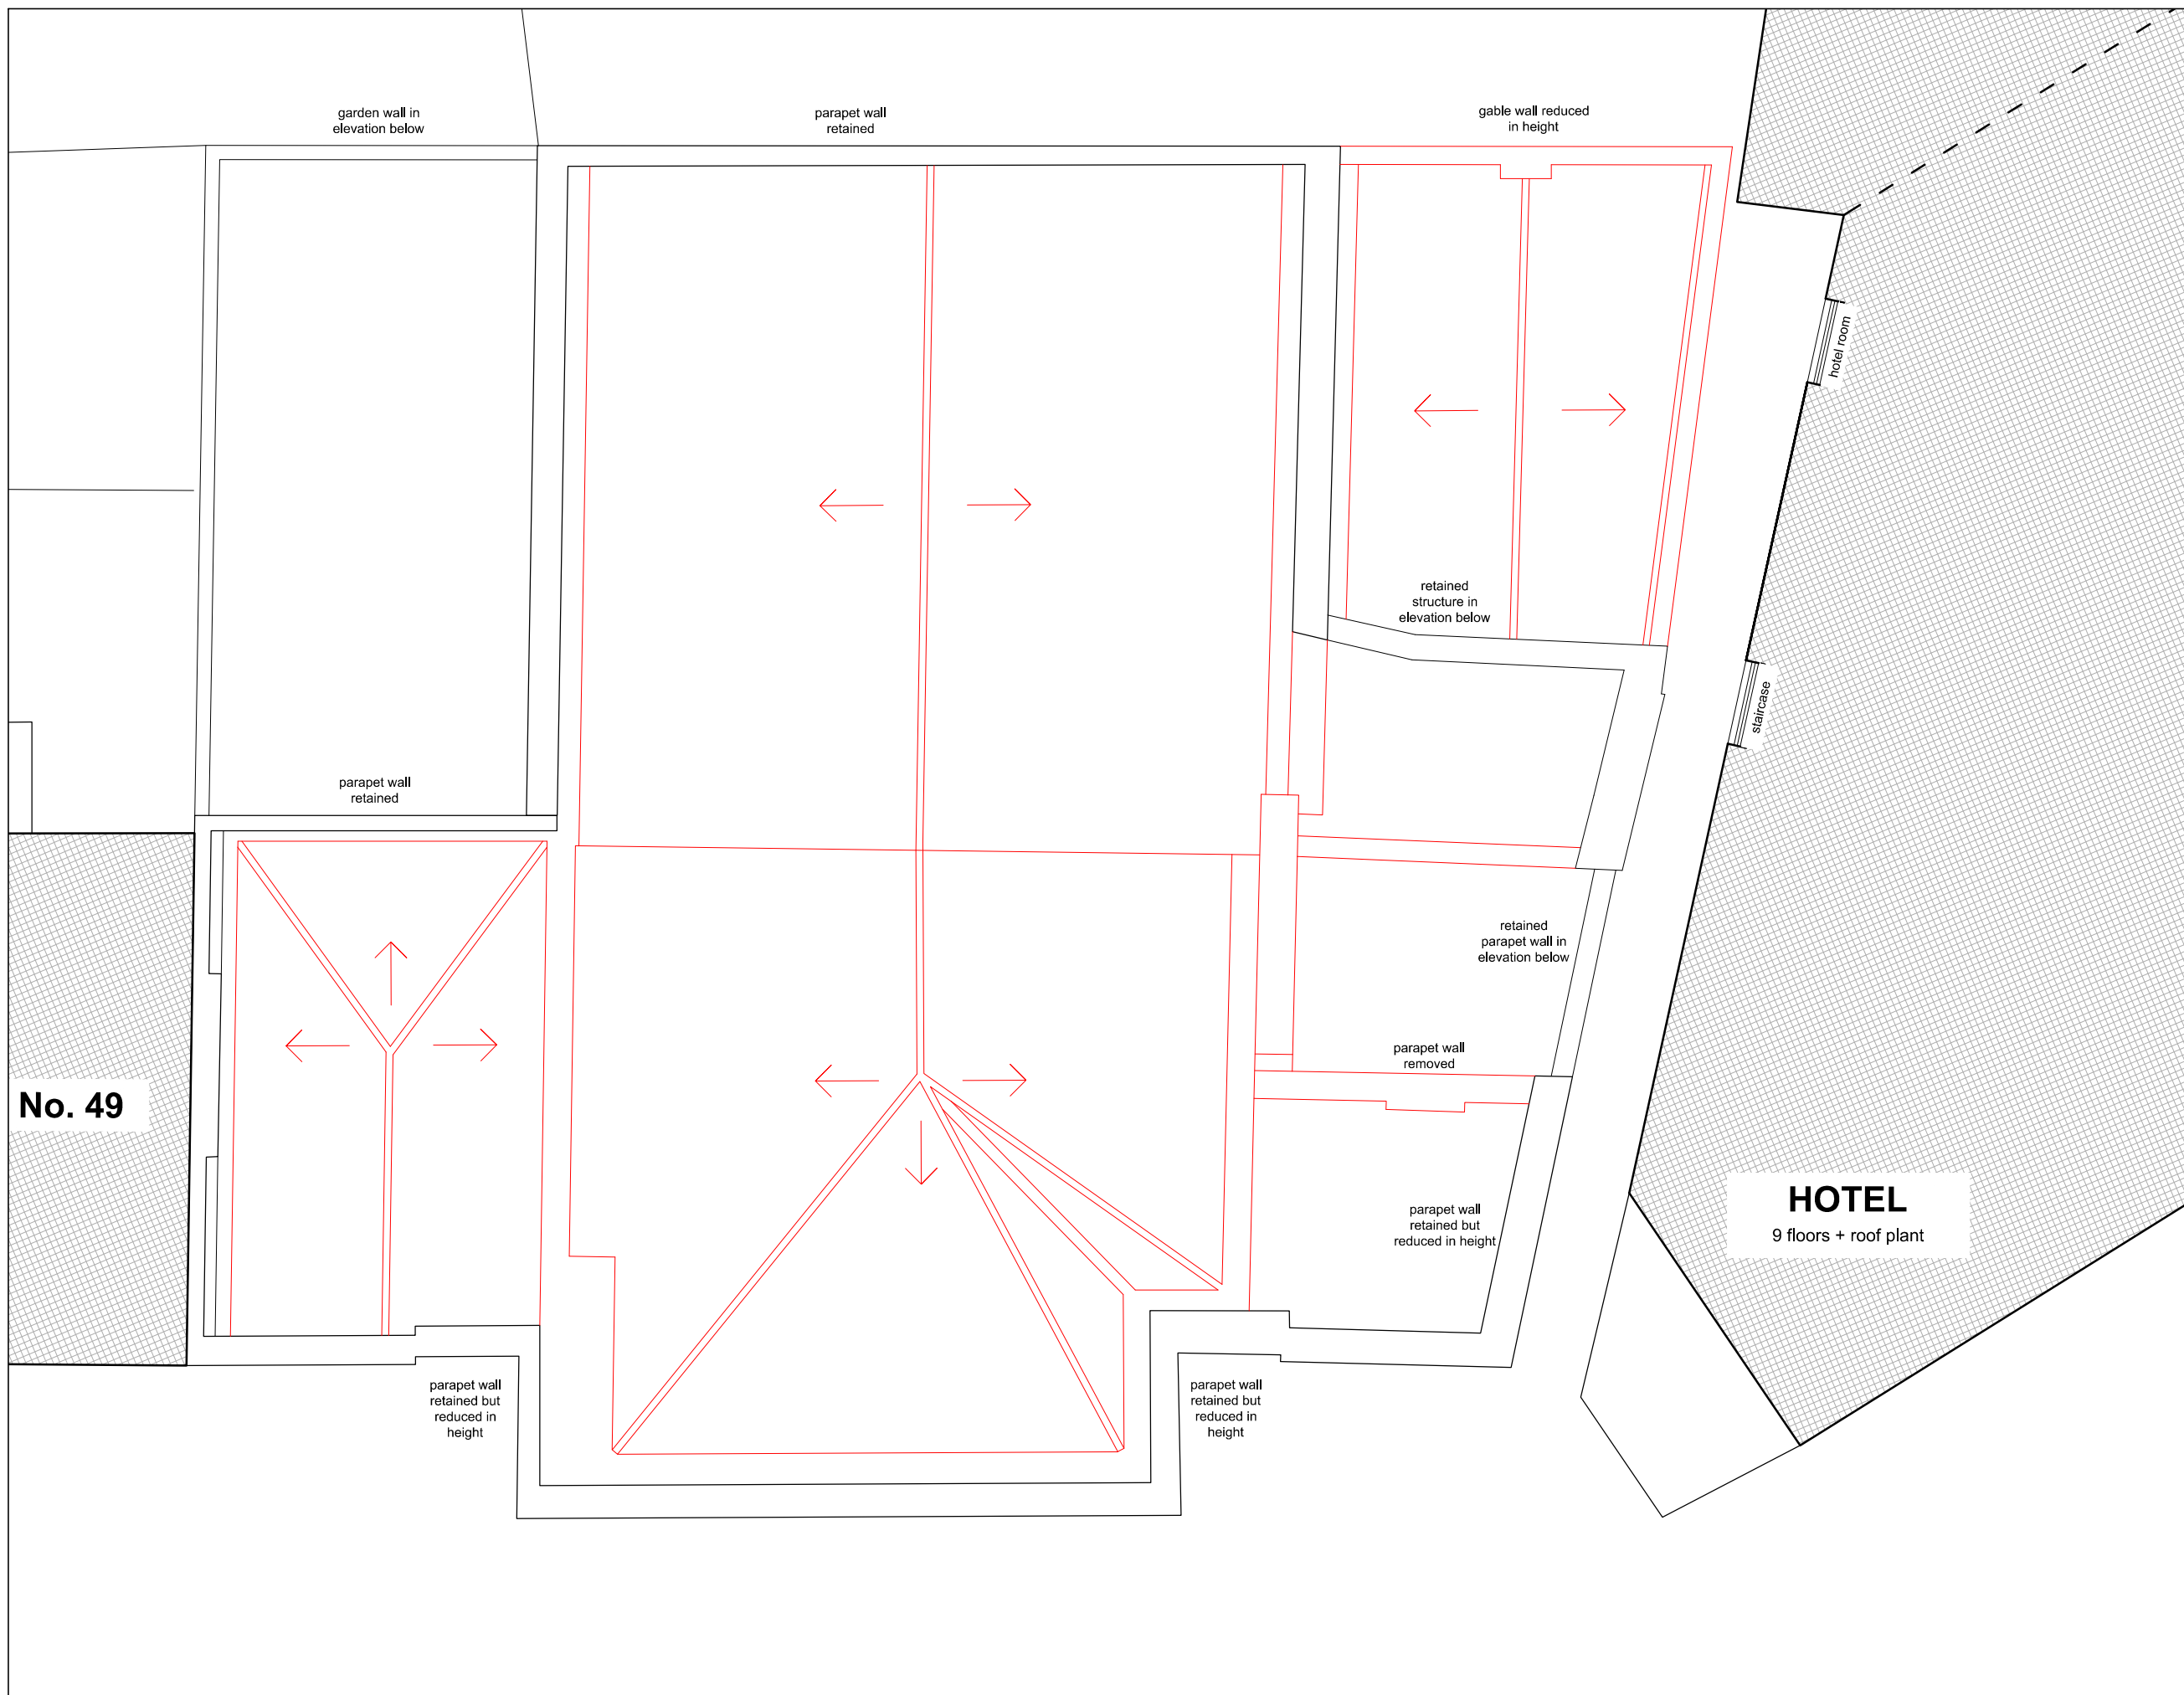 garden wall in
elevation below
parapet wall
retained
gable wall reduced
in height
hotel room
retained
structure in
elevation below
staircase
parapet wall
retained
retained
parapet wall in
elevation below
parapet wall
removed
No. 49
HOTEL
9 floors + roof plant
parapet wall
retained but
reduced in height
parapet wall
retained but
reduced in
height
parapet wall
retained but
reduced in
height